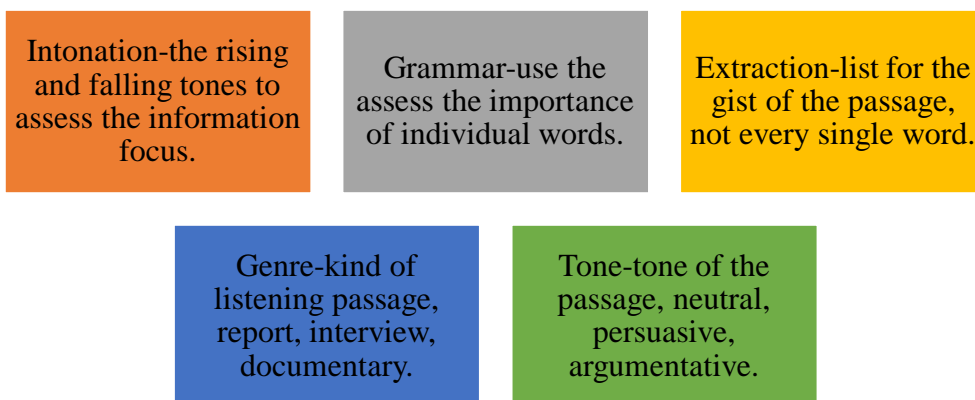 Intonation-the rising
and falling tones to
assess the information
focus.
Grammar-use the
assess the importance
of individual words.
Extraction-list for the
gist of the passage,
not every single word.
Genre-kind of
listening passage,
report, interview,
documentary.
Tone-tone of the
passage, neutral,
persuasive,
argumentative.